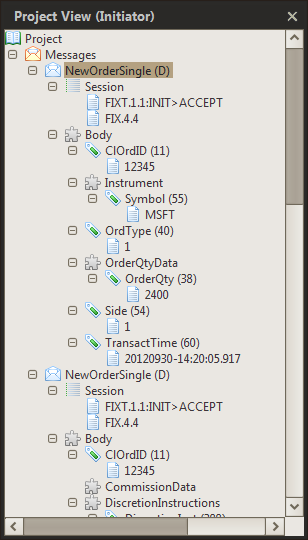 Project View (Initiator)
Project
Messages
NewOrderSingle (D)
Session
FIXT.1.1:INIT>ACCEPT
FIX.4.4
Body
ClOrdID (11)
12345
Instrument
Symbol (55)
MSFT
OrdType (40)
1
OrderQtyData
OrderQty (38)
2400
Side (54)
1
TransactTime (60)
20120930-14:20:05.917
NewOrderSingle (D)
Session
FIXT.1.1:INIT>ACCEPT
FIX.4.4
Body
ClOrdID (11)
12345
CommissionData
DiscretionInstructions